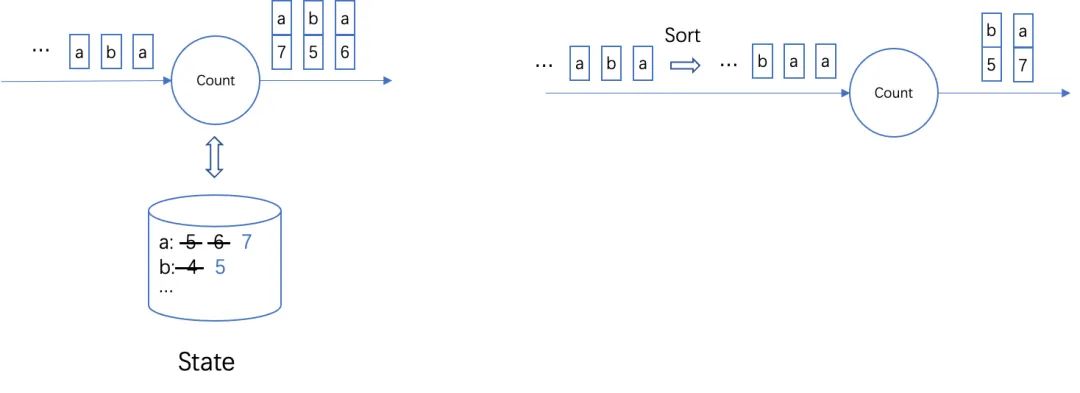 ... a b a
Count
a b a
7 5 6
a: 5 6 7
b: 4 5
...
State
... a b a
Sort
... b a a
Count
b a
5 7